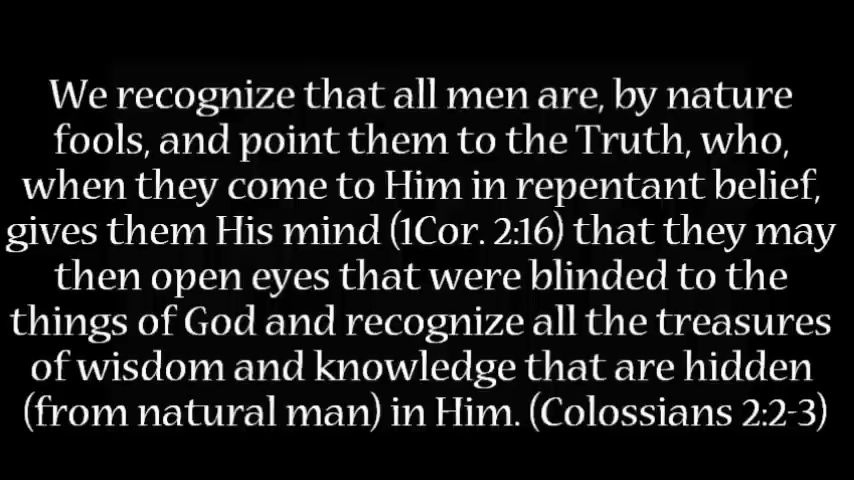 We recognize that all men are, by nature
fools, and point them to the Truth, who,
when they come to Him in repentant belief,
gives them His mind (1Cor. 2:16) that they may
then open eyes that were blinded to the
things of God and recognize all the treasures
of wisdom and knowledge that are hidden
(from natural man) in Him. (Colossians 2:2-3)